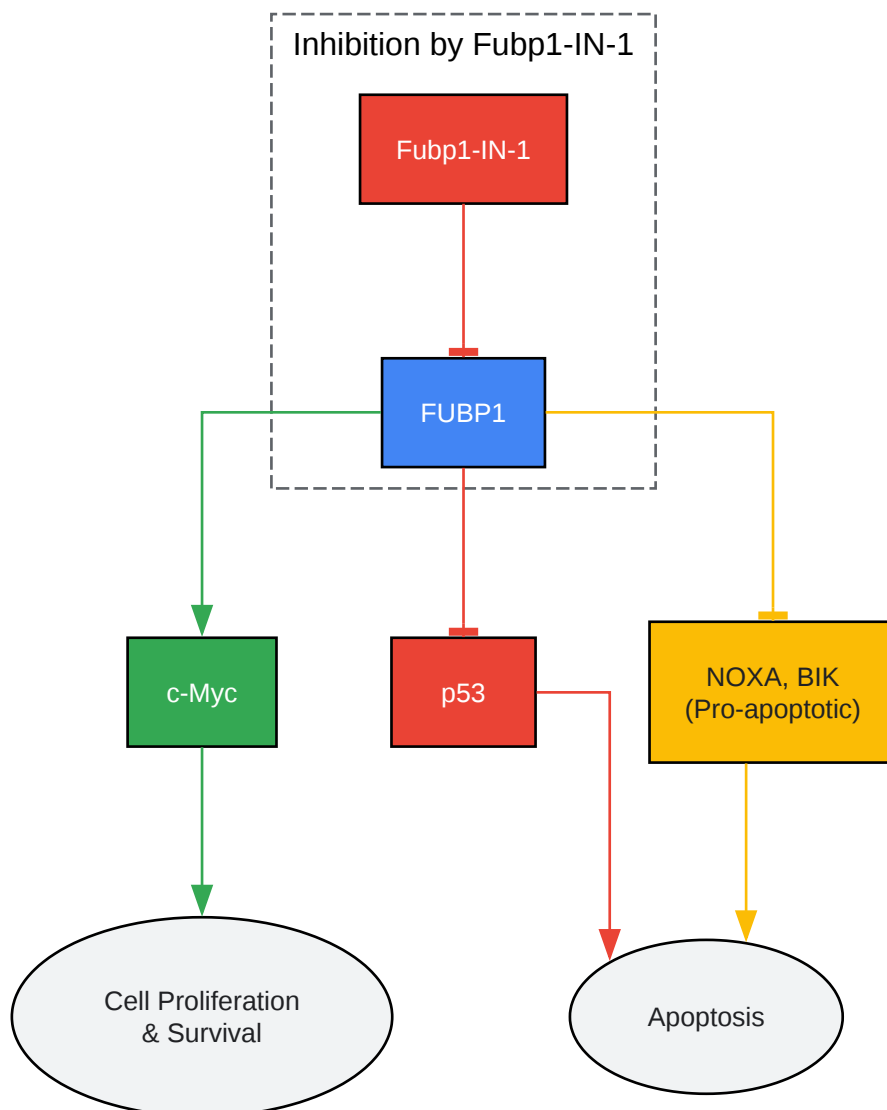 Inhibition by Fubp1-IN-1
Fubp1-IN-1
FUBP1
c-Myc
p53
NOXA, BIK
(Pro-apoptotic)
Cell Proliferation
& Survival
Apoptosis